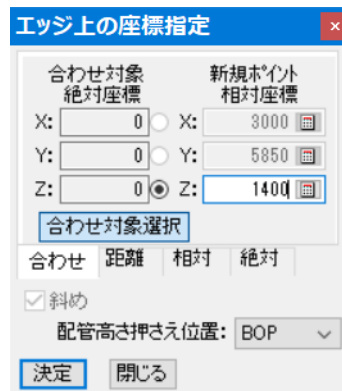 エッジ上の座標指定
合わせ対象 新規ポイント
絶対座標 相対座標
X: 0 X: 3000
Y: 0 Y: 5850
Z: 0 Z: 1400
合わせ対象選択
合わせ 距離 相対 絶対
斜め
配管高さ押さえ位置: BOP
決定 閉じる